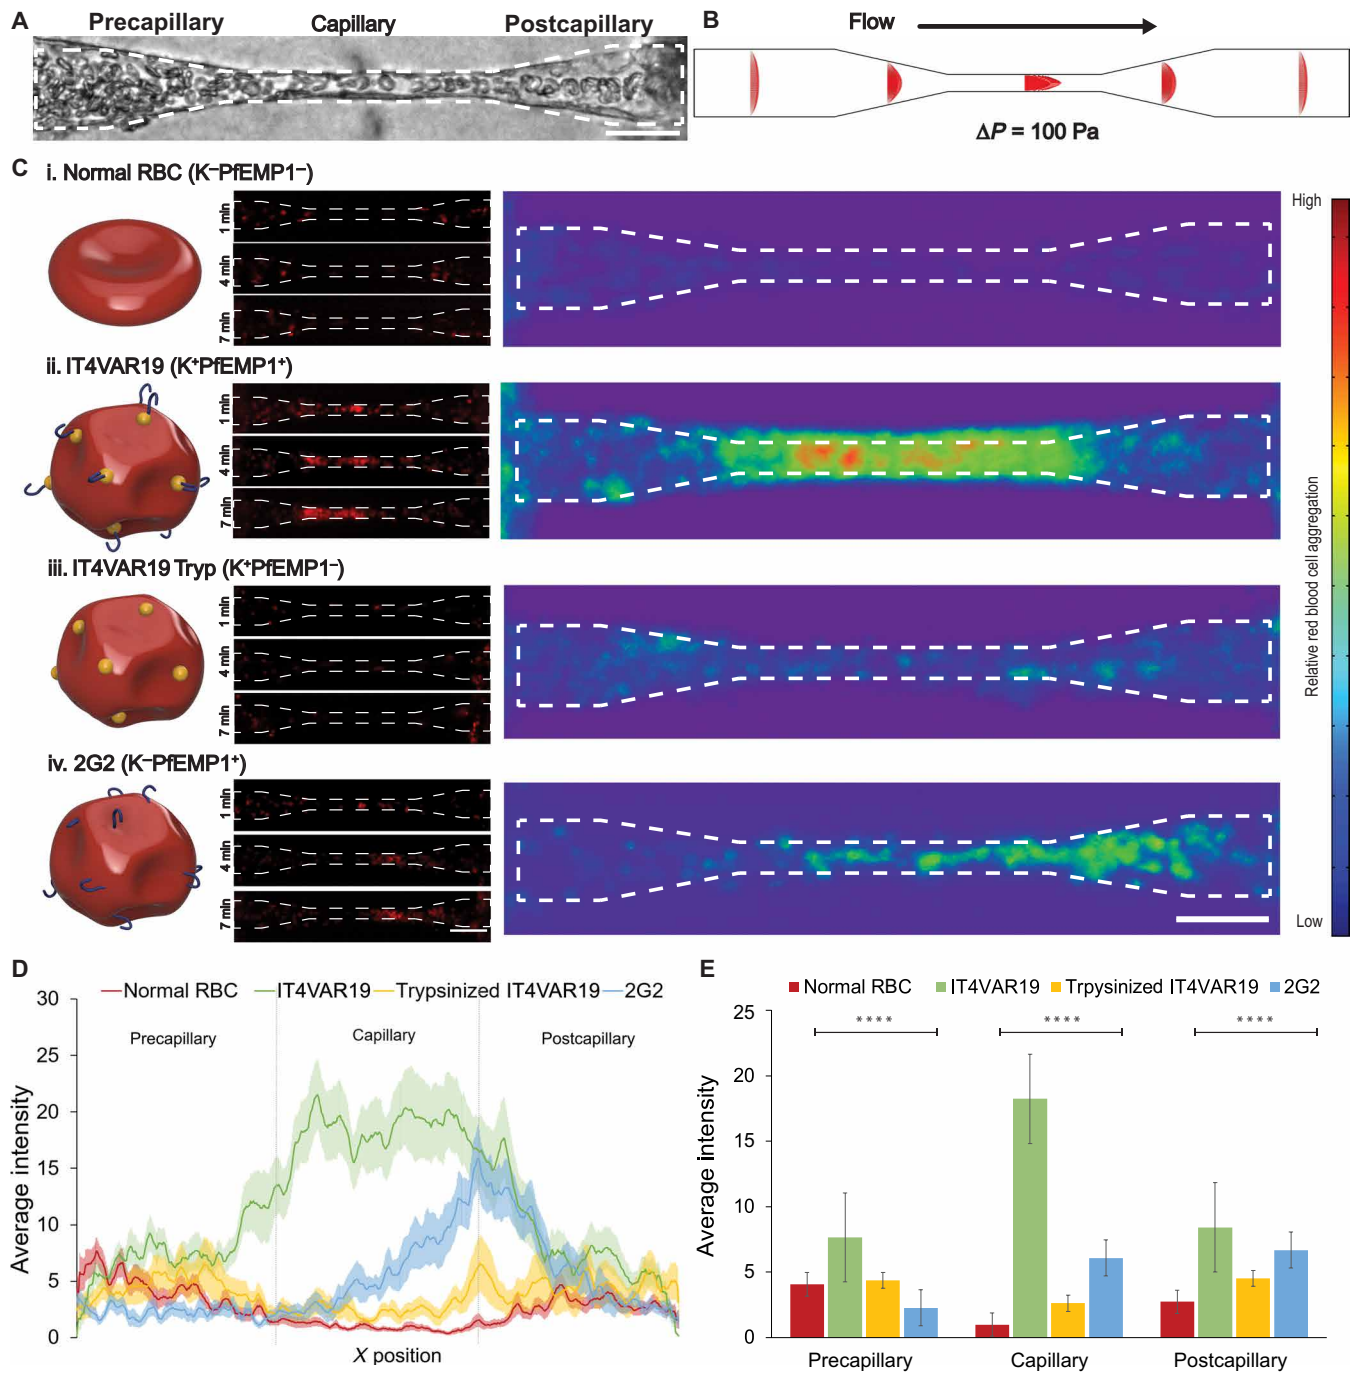 A
Precapillary
Capillary
Postcapillary
B
Flow
ΔP = 100 Pa
C
i. Normal RBC (K–PfEMP1–)
1 min
4 min
7 min
ii. IT4VAR19 (K+PfEMP1+)
1 min
4 min
7 min
iii. IT4VAR19 Tryp (K+PfEMP1–)
1 min
4 min
7 min
iv. 2G2 (K–PfEMP1+)
1 min
4 min
7 min
High
Relative red blood cell aggregation
Low
D
Normal RBC
IT4VAR19
Trypsinized IT4VAR19
2G2
30
25
20
15
10
5
0
Average intensity
Precapillary
Capillary
Postcapillary
X position
E
Normal RBC
IT4VAR19
Trpysinized IT4VAR19
2G2
25
20
15
10
5
0
Average intensity
****
****
****
Precapillary
Capillary
Postcapillary